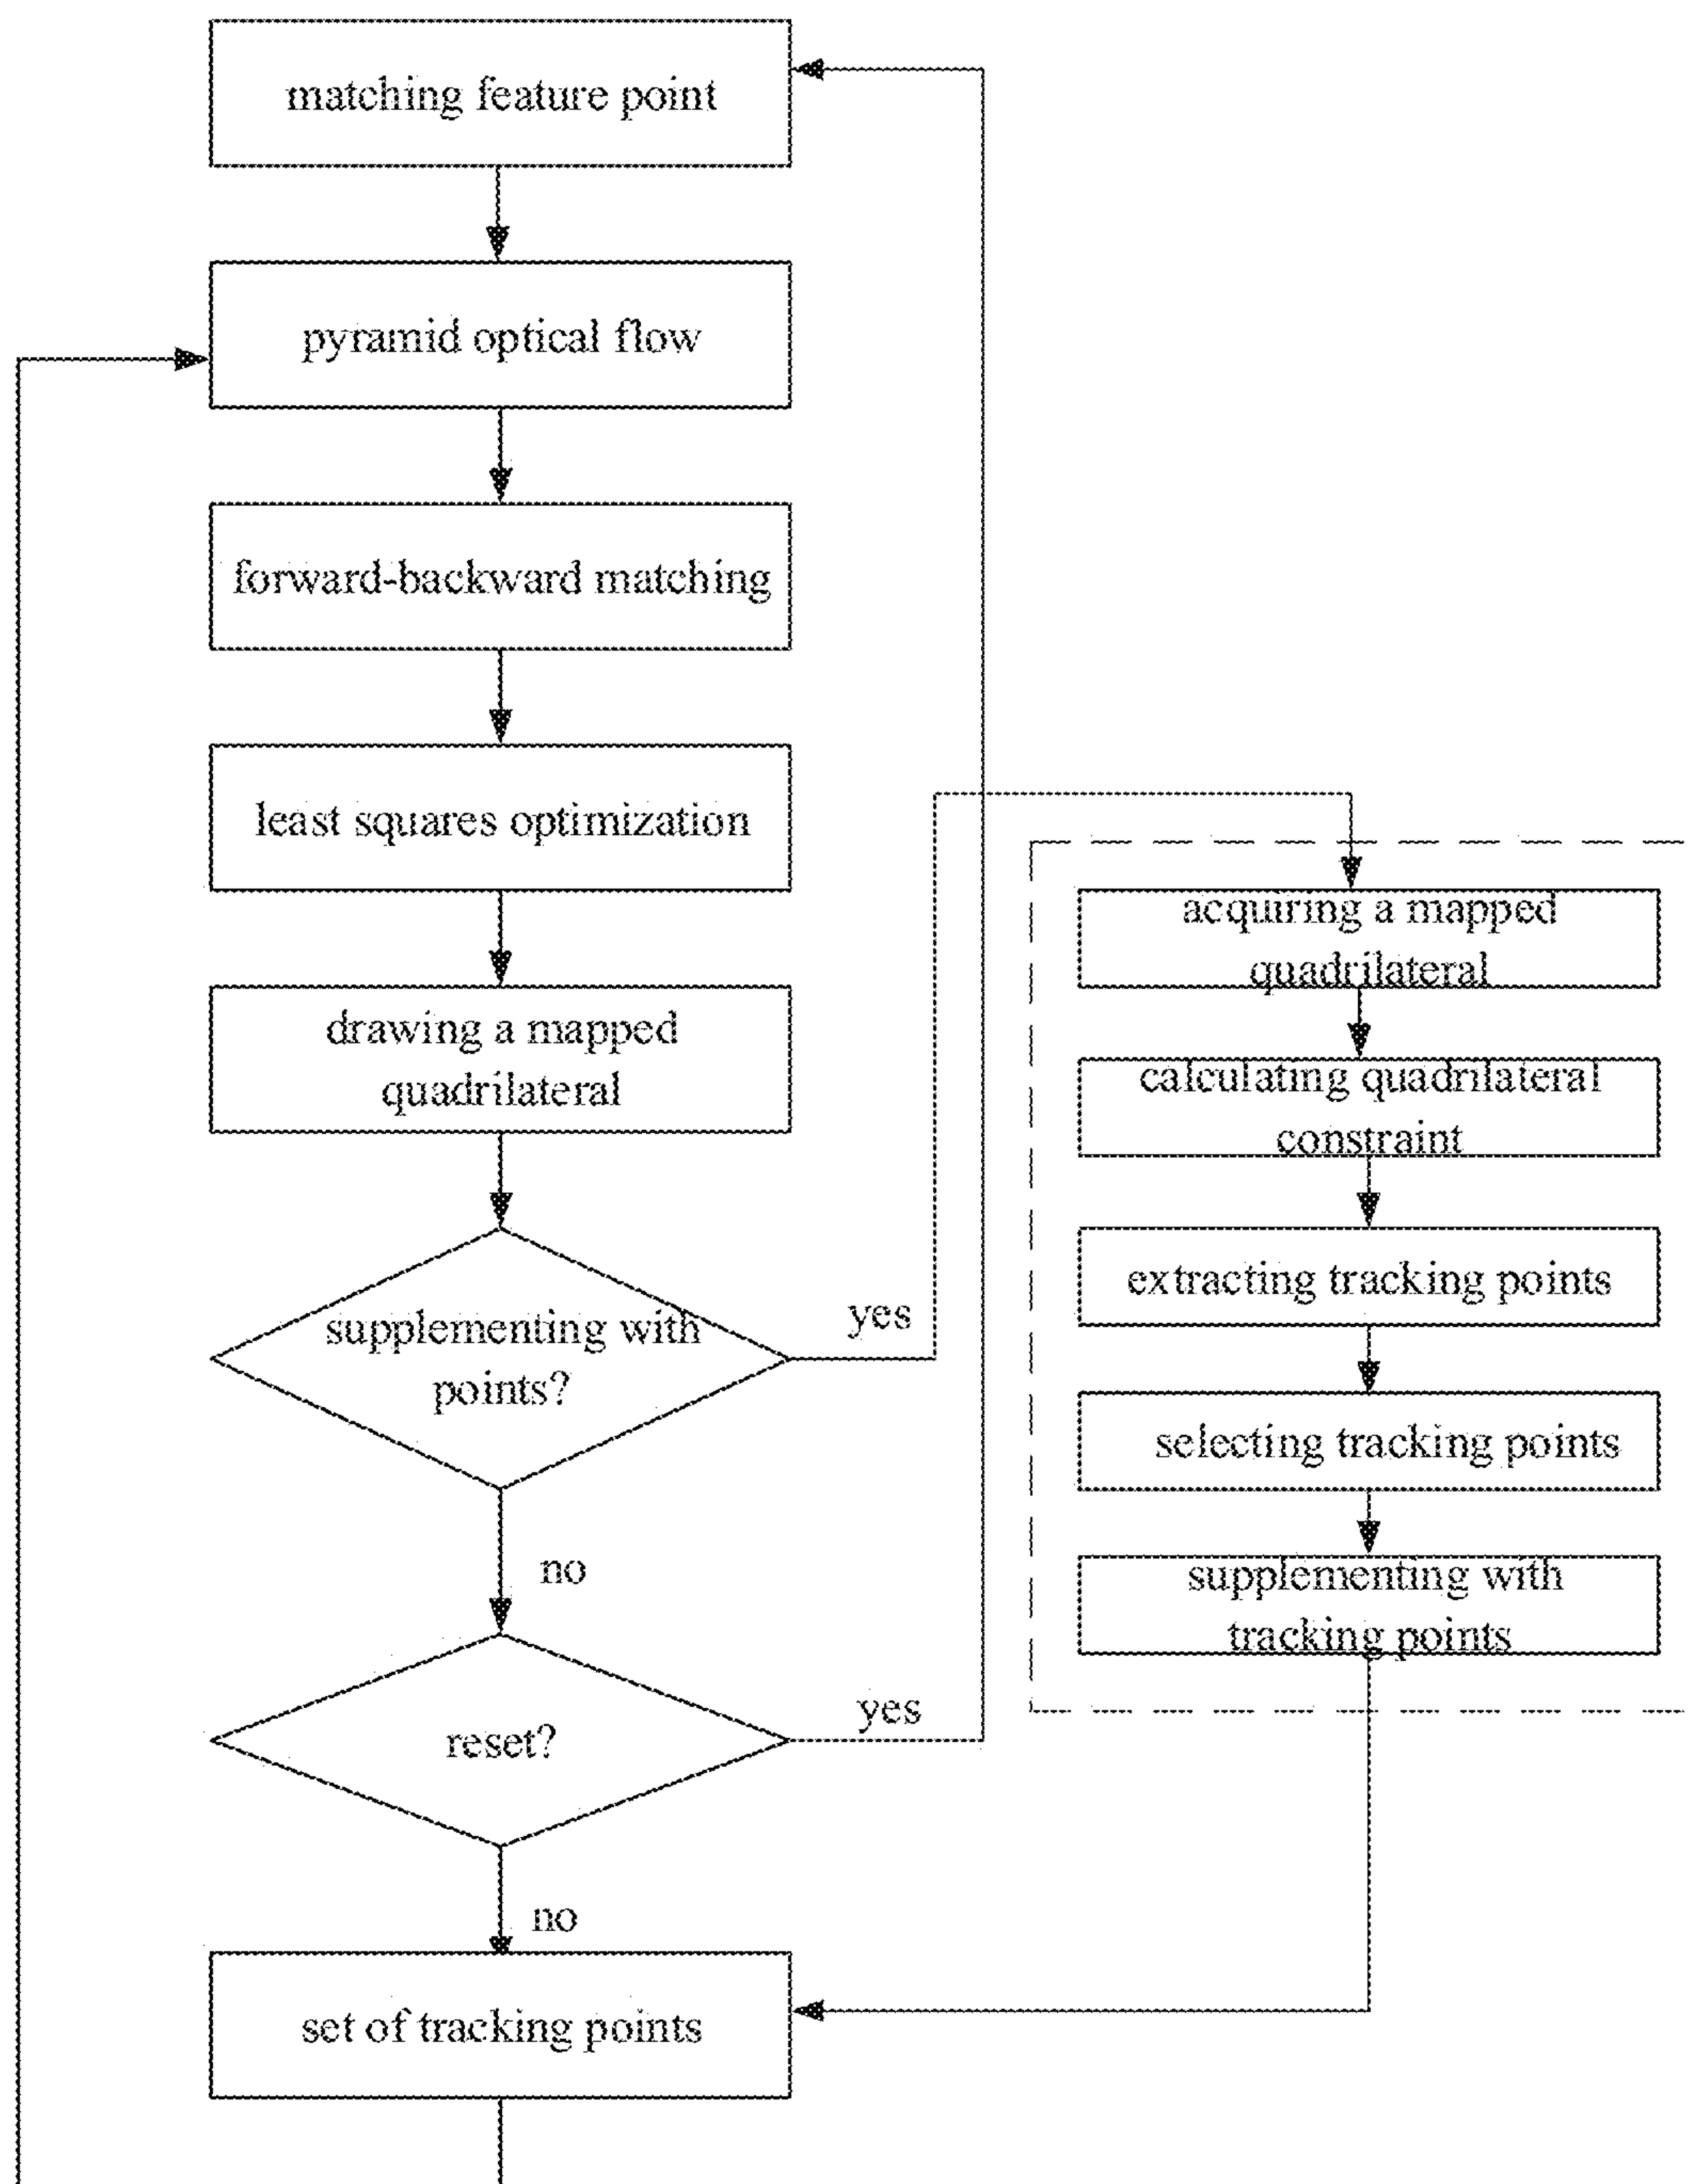 matching feature point
pyramid optical flow
forward-backward matching
least squares optimization
drawing a mapped
quadrilateral
supplementing with
points?
yes
no
reset?
yes
no
set of tracking points
acquiring a mapped
quadrilateral
calculating quadrilateral
constraint
extracting tracking points
selecting tracking points
supplementing with
tracking points